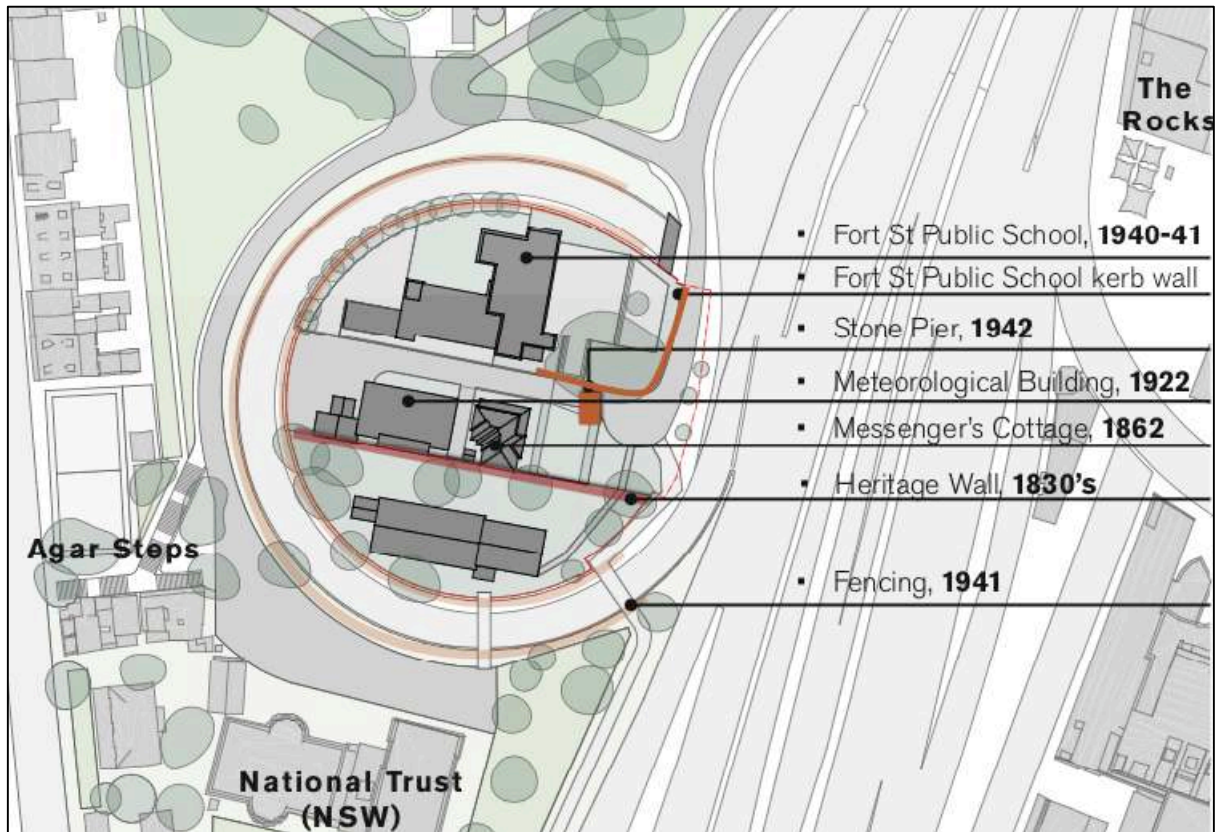 The
Rocks
▪ Fort St Public School, 1940-41
▪ Fort St Public School kerb wall
▪ Stone Pier, 1942
▪ Meteorological Building, 1922
▪ Messenger's Cottage, 1862
▪ Heritage Wall, 1830's
Agar Steps
▪ Fencing, 1941
National Trust
(NSW)